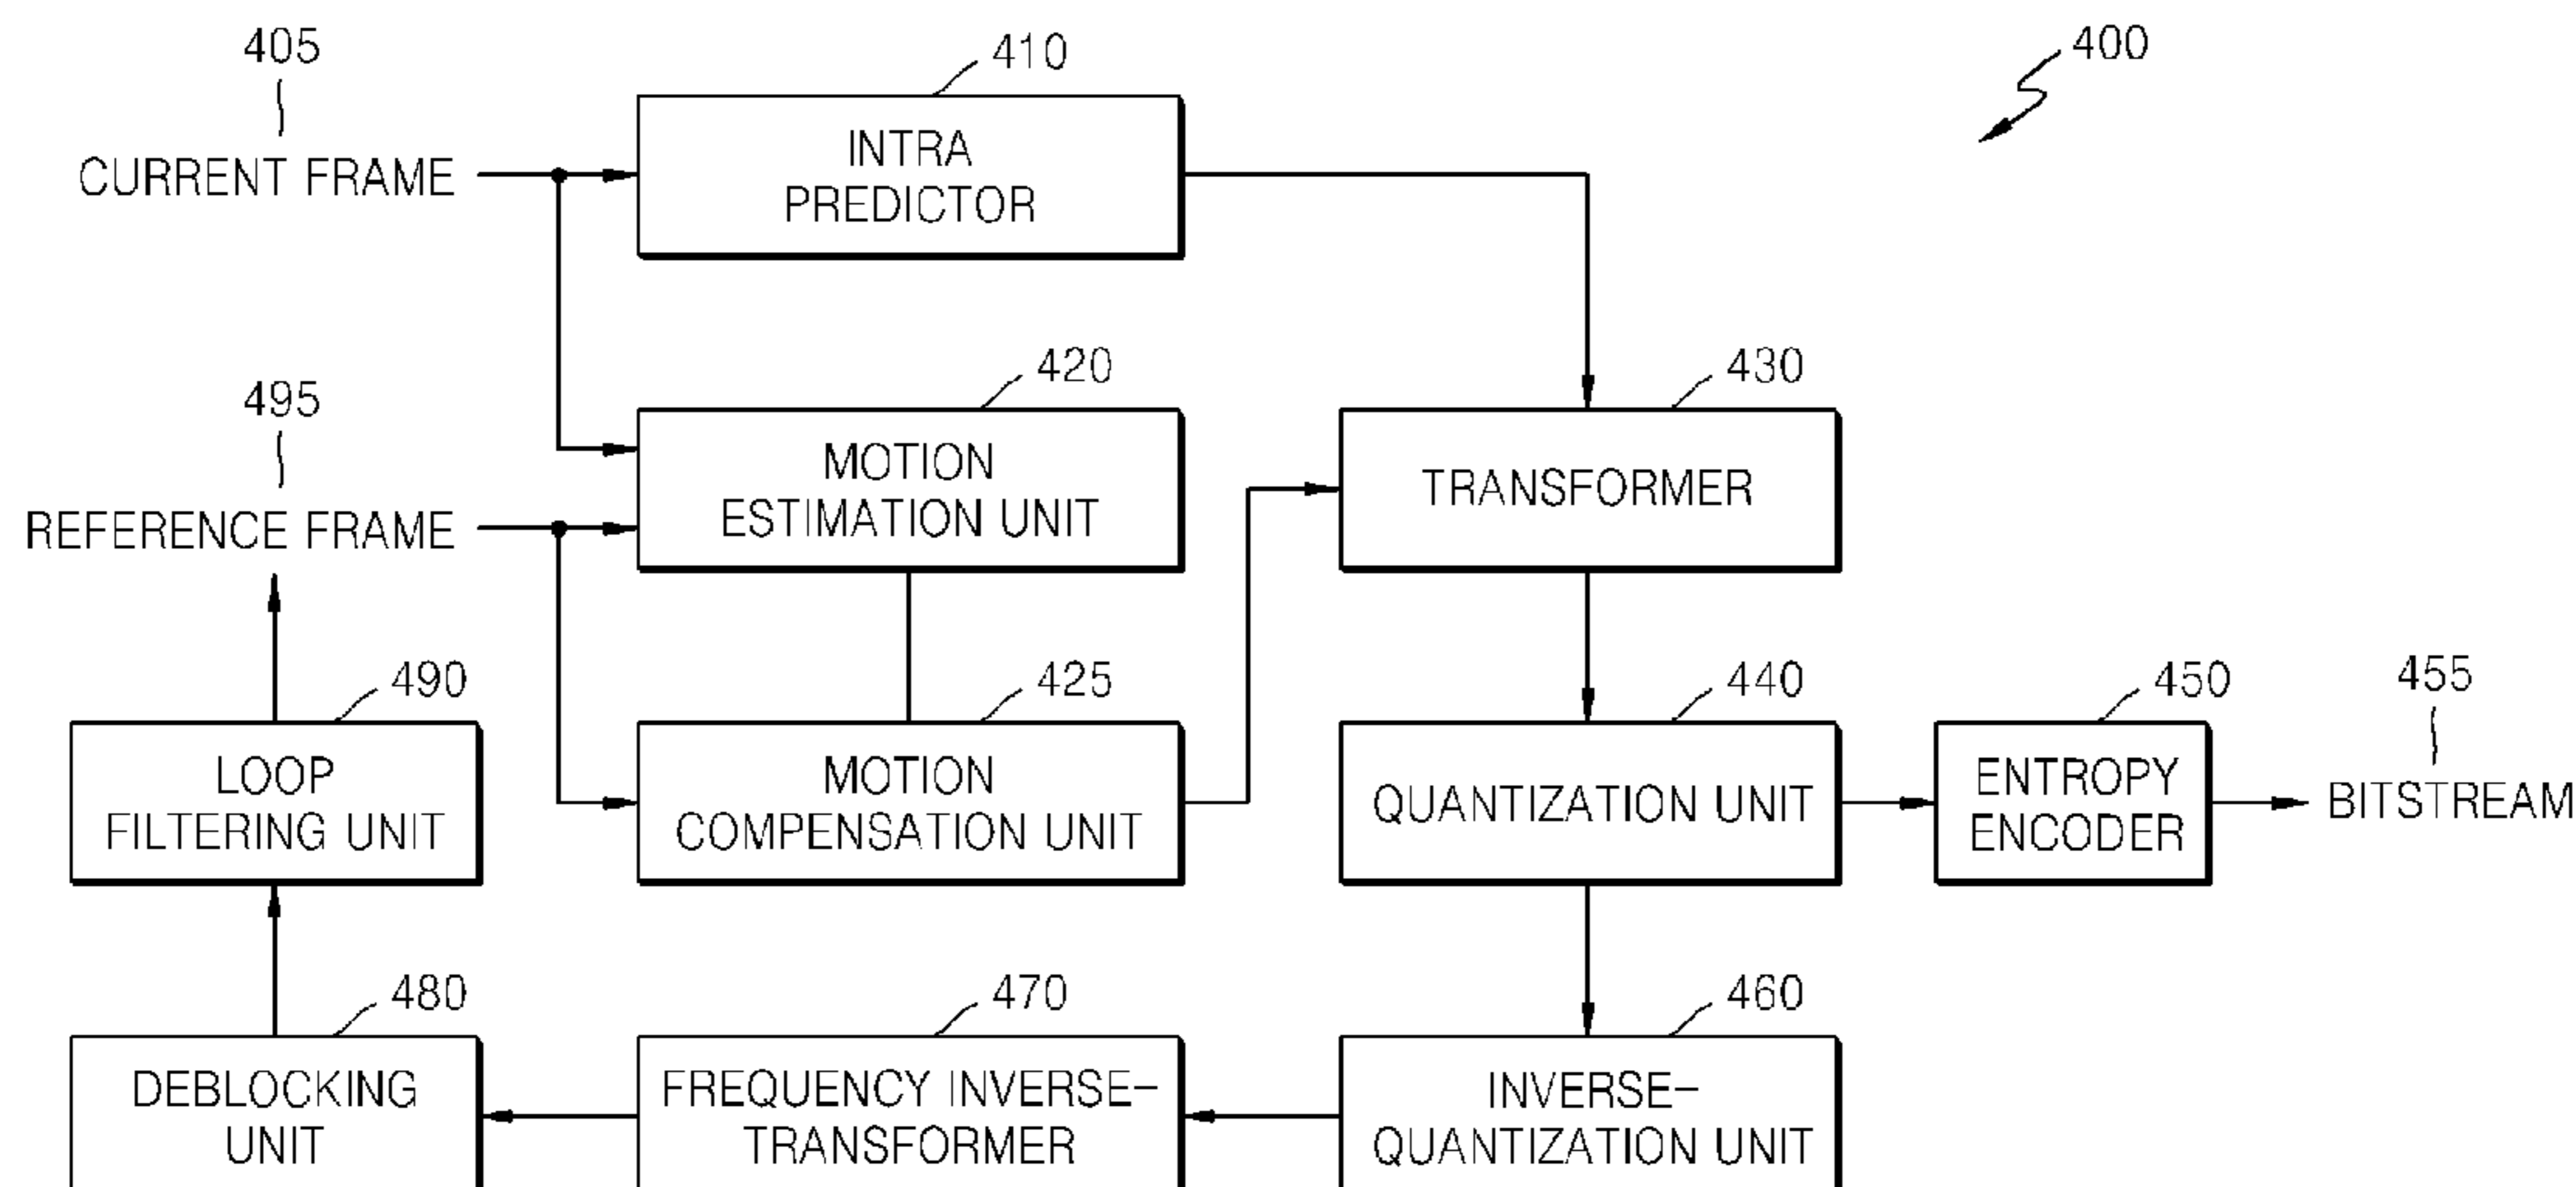 405
410
400
CURRENT FRAME
INTRA
PREDICTOR
495
420
430
REFERENCE FRAME
MOTION
ESTIMATION UNIT
TRANSFORMER
490
425
440
450
455
LOOP
FILTERING UNIT
MOTION
COMPENSATION UNIT
QUANTIZATION UNIT
ENTROPY
ENCODER
BITSTREAM
480
470
460
DEBLOCKING
UNIT
FREQUENCY INVERSE-
TRANSFORMER
INVERSE-
QUANTIZATION UNIT